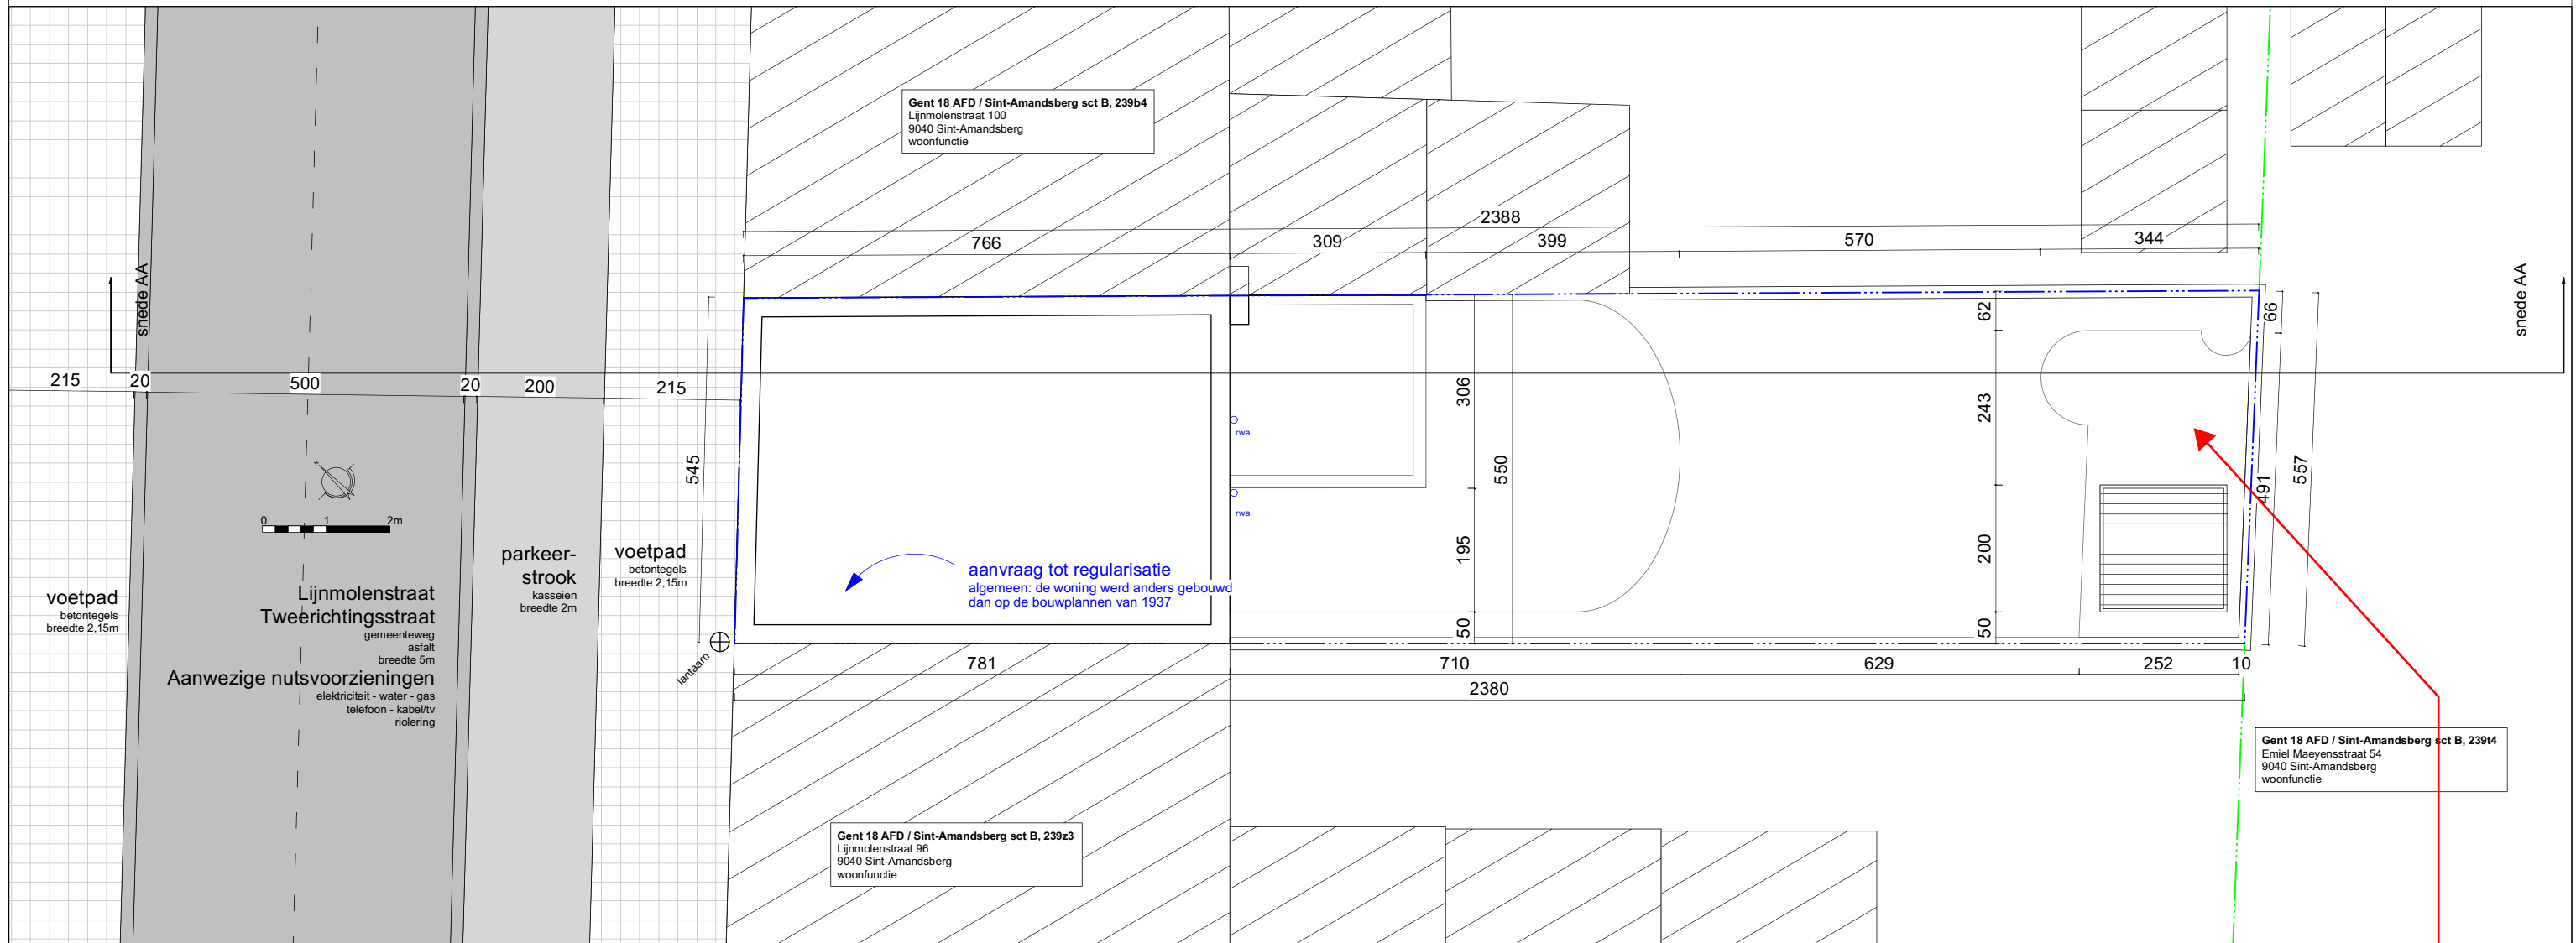 Gent 18 AFD / Sint-Amandsberg sct B, 239b4
Lijnmolenstraat 100
9040 Sint-Amandsberg
woonfunctie
2388
766
309
399
570
344
snede AA
snede AA
62
66
215
20
500
20
200
215
306
243
545
550
491
557
rwa
rwa
0 1 2m
voetpad
betontegels
breedte 2,15m
Lijnmolenstraat
Tweerichtingsstraat
gemeenteweg
asfalt
breedte 5m
Aanwezige nutsvoorzieningen
elektriciteit - water - gas
telefoon - kabel/tv
riolering
parkeer-
strook
kasseien
breedte 2m
voetpad
betontegels
breedte 2,15m
lantaarn
aanvraag tot regularisatie
algemeen: de woning werd anders gebouwd
dan op de bouwplannen van 1937
195
200
50
50
781
710
629
252
10
2380
Gent 18 AFD / Sint-Amandsberg sct B, 239t4
Emiel Maeyensstraat 54
9040 Sint-Amandsberg
woonfunctie
Gent 18 AFD / Sint-Amandsberg sct B, 239z3
Lijnmolenstraat 96
9040 Sint-Amandsberg
woonfunctie